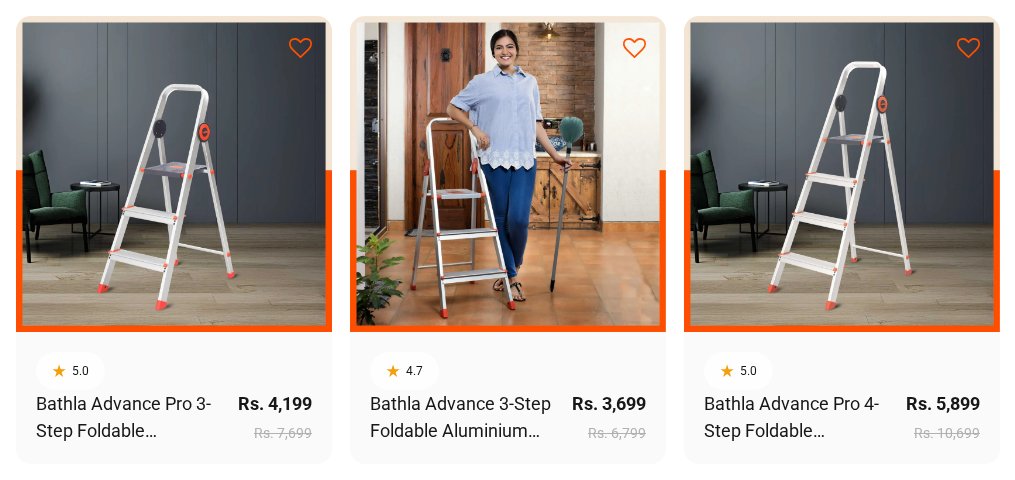 5.0
Bathla Advance Pro 3-
Step Foldable...
Rs. 4,199
Rs. 7,699
4.7
Bathla Advance 3-Step
Foldable Aluminium...
Rs. 3,699
Rs. 6,799
5.0
Bathla Advance Pro 4-
Step Foldable...
Rs. 5,899
Rs. 10,699